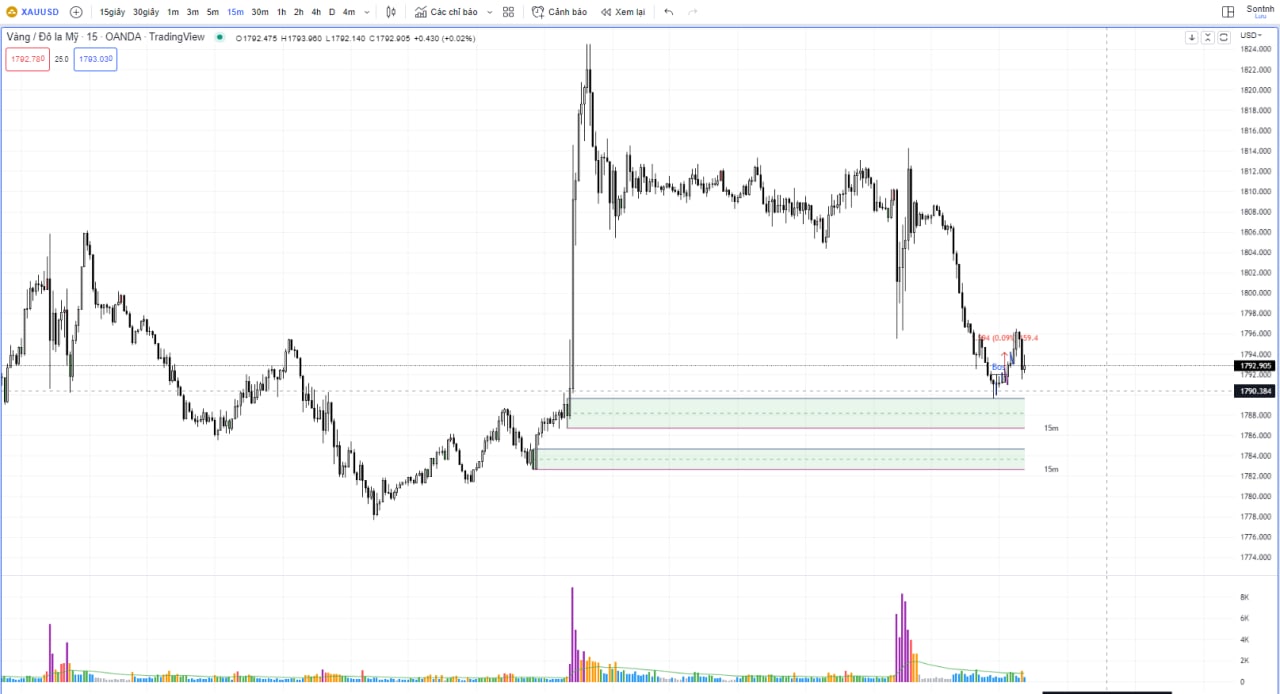 XAUUSD 15giây 30giây 1m 3m 5m 15m 30m 1h 2h 4h D 4m Các chỉ báo Cảnh báo Xem lại Sontnh
Lưu
Vàng / Đô la Mỹ · 15 · OANDA · TradingView O1792.475 H1793.960 L1792.140 C1792.905 +0.430 (+0.02%) USD
1792.780 25.0 1793.030
1824.000
1822.000
1820.000
1818.000
1816.000
1814.000
1812.000
1810.000
1808.000
1806.000
1804.000
1802.000
1800.000
1798.000
1796.000
59.4
1794.000
1792.905
Bos
1792.000
1790.384
1788.000
15m
1786.000
1784.000
15m
1782.000
1780.000
1778.000
1776.000
1774.000
8K
6K
4K
2K
0